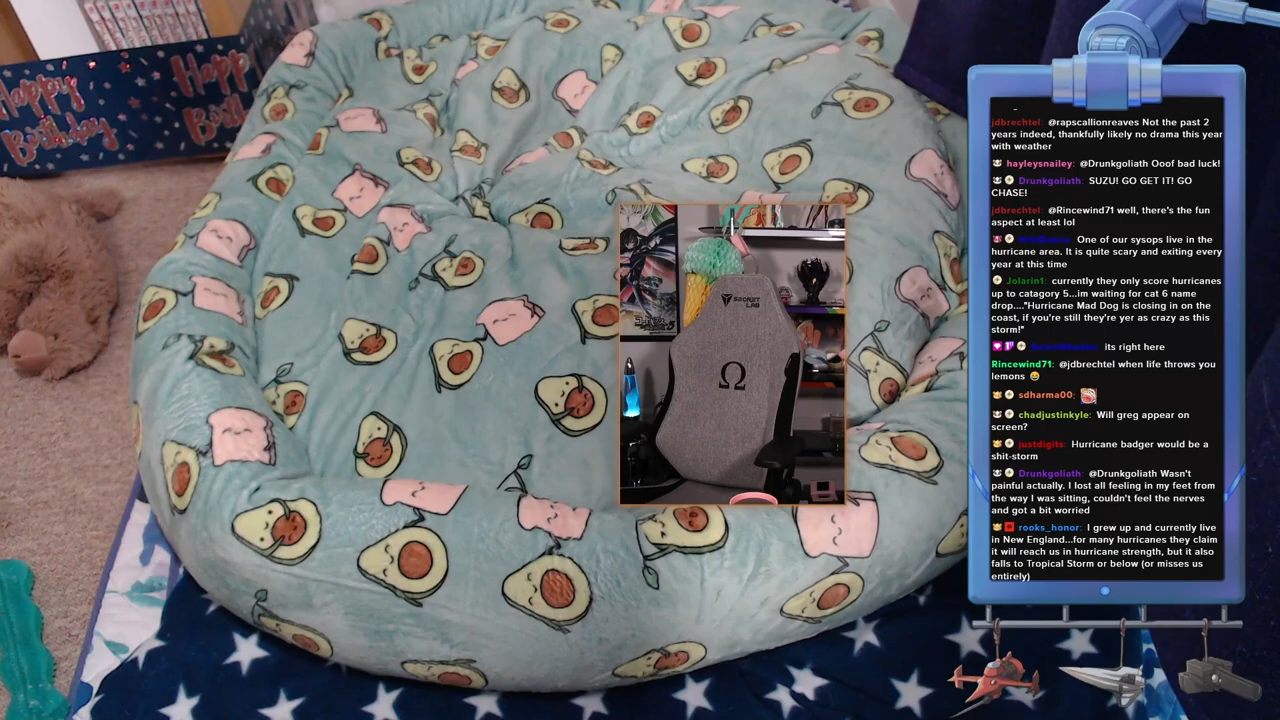 Happy
Birthday
Happy
Bir
SECRET
LAB
Ω
jdbrechtel: @rapscallionreaves Not the past 2
years indeed, thankfully likely no drama this year
with weather
hayleysnailey: @Drunkgoliath Ooof bad luck!
Drunkgoliath: SUZU! GO GET IT! GO
CHASE!
jdbrechtel: @Rincewind71 well, there's the fun
aspect at least lol
One of our sysops live in the
hurricane area. It is quite scary and exiting every
year at this time
Jolarin1: currently they only score hurricanes
up to catagory 5...im waiting for cat 6 name
drop..."Hurricane Mad Dog is closing in on the
coast, if you're still they're yer as crazy as this
storm!"
its right here
Rincewind71: @jdbrechtel when life throws you
lemons 😅
sdharma00:
chadjustinkyle: Will greg appear on
screen?
justdigits: Hurricane badger would be a
shit-storm
Drunkgoliath: @Drunkgoliath Wasn't
painful actually. I lost all feeling in my feet from
the way I was sitting, couldn't feel the nerves
and got a bit worried
rooks_honor: I grew up and currently live
in New England...for many hurricanes they claim
it will reach us in hurricane strength, but it also
falls to Tropical Storm or below (or misses us
entirely)